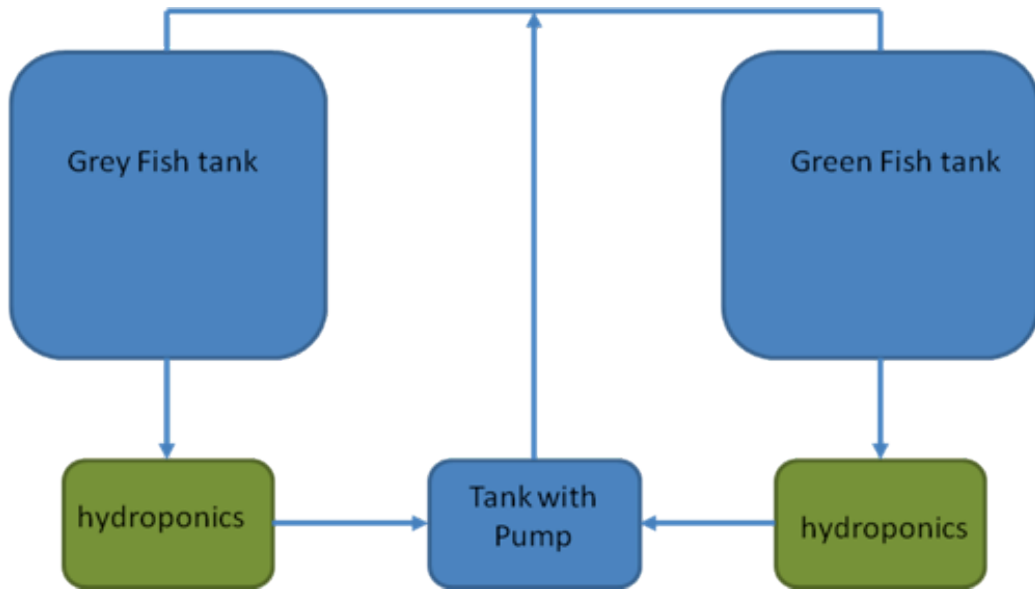 Grey Fish tank
Green Fish tank
hydroponics
Tank with
Pump
hydroponics